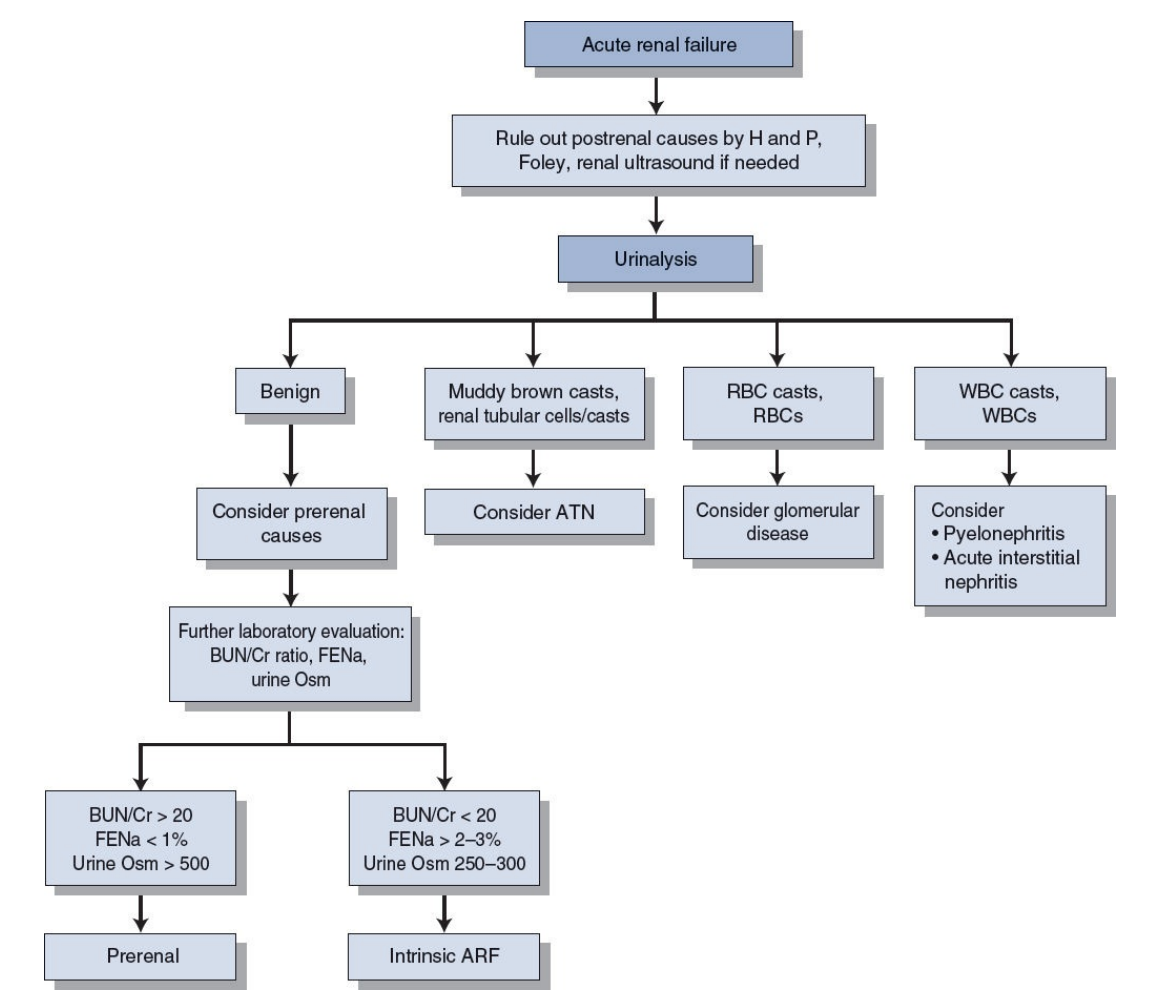 Acute renal failure
Rule out postrenal causes by H and P,
Foley, renal ultrasound if needed
Urinalysis
Benign
Muddy brown casts,
renal tubular cells/casts
RBC casts,
RBCs
WBC casts,
WBCs
Consider prerenal
causes
Consider ATN
Consider glomerular
disease
Consider
• Pyelonephritis
• Acute interstitial
nephritis
Further laboratory evaluation:
BUN/Cr ratio, FENa,
urine Osm
BUN/Cr > 20
FENa < 1%
Urine Osm > 500
BUN/Cr < 20
FENa > 2–3%
Urine Osm 250–300
Prerenal
Intrinsic ARF